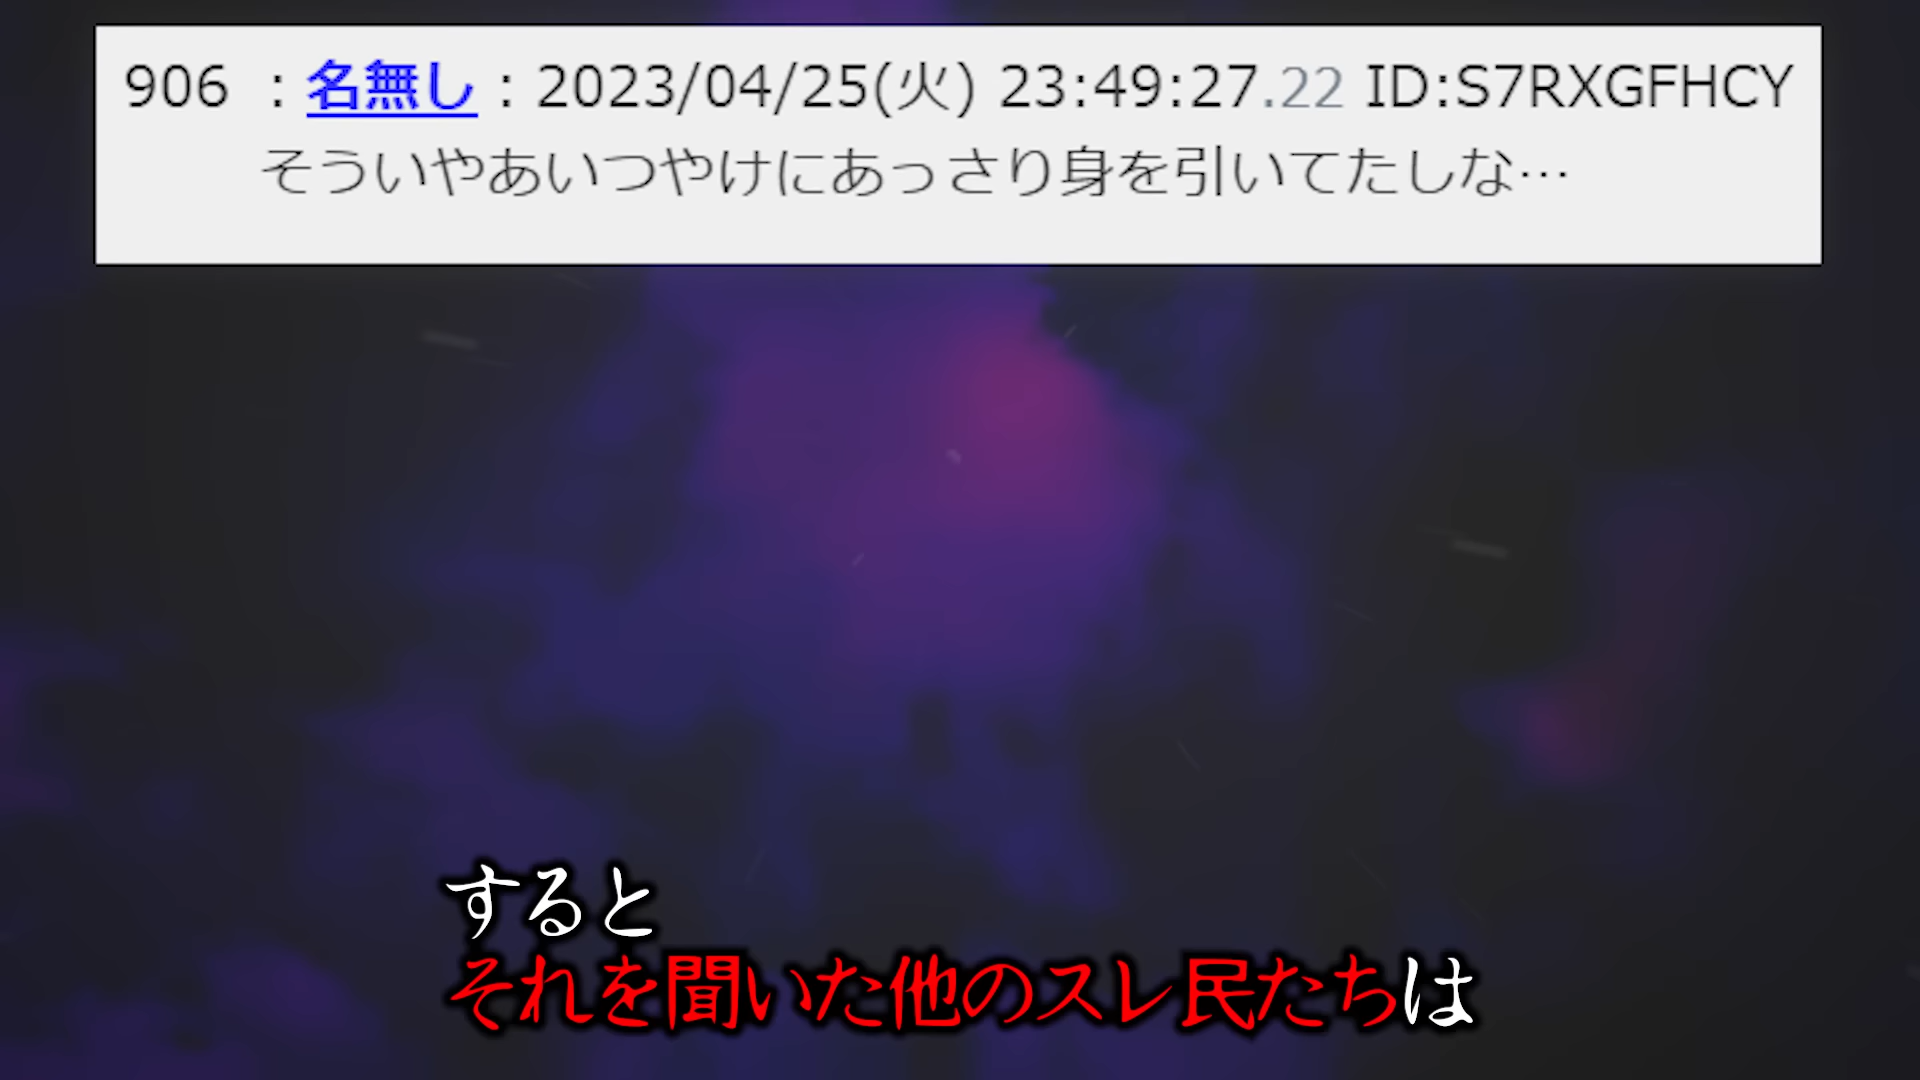 906 ：名無し：2023/04/25(火) 23:49:27.22 ID:S7RXGFHCY
そういやあいつやけにあっさり身を引いてたしな…
すると
それを聞いた他のスレ民たちは